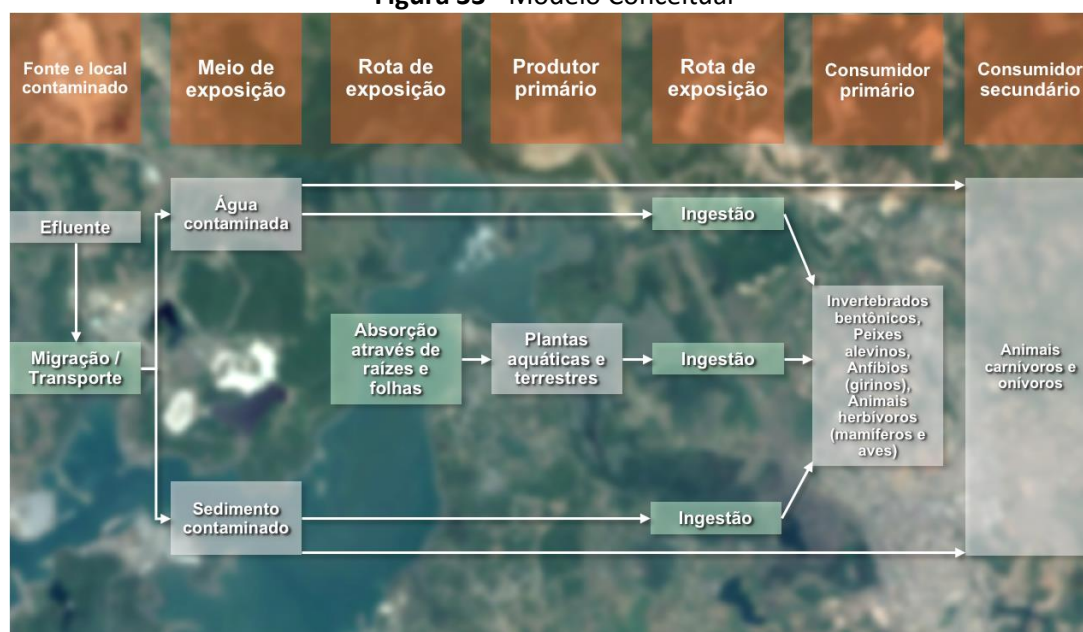 Figura 35 - Modelo Conceitual
Fonte e local
contaminado
Meio de
exposição
Rota de
exposição
Produtor
primário
Rota de
exposição
Consumidor
primário
Consumidor
secundário
Efluente
Migração /
Transporte
Água
contaminada
Sedimento
contaminado
Absorção
através de
raízes e
folhas
Plantas
aquáticas e
terrestres
Ingestão
Ingestão
Ingestão
Invertebrados
bentônicos,
Peixes
alevinos,
Anfíbios
(girinos),
Animais
herbívoros
(mamíferos e
aves)
Animais
carnívoros e
onívoros